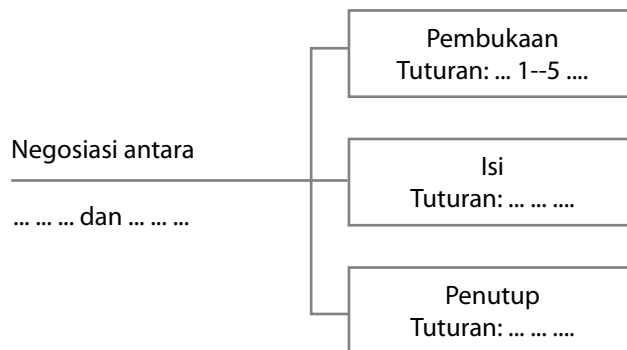 Pembukaan
Tuturan: ... 1--5 ....
Negosiasi antara
... ... ... dan ... ... ...
Isi
Tuturan: ... ... ....
Penutup
Tuturan: ... ... ....